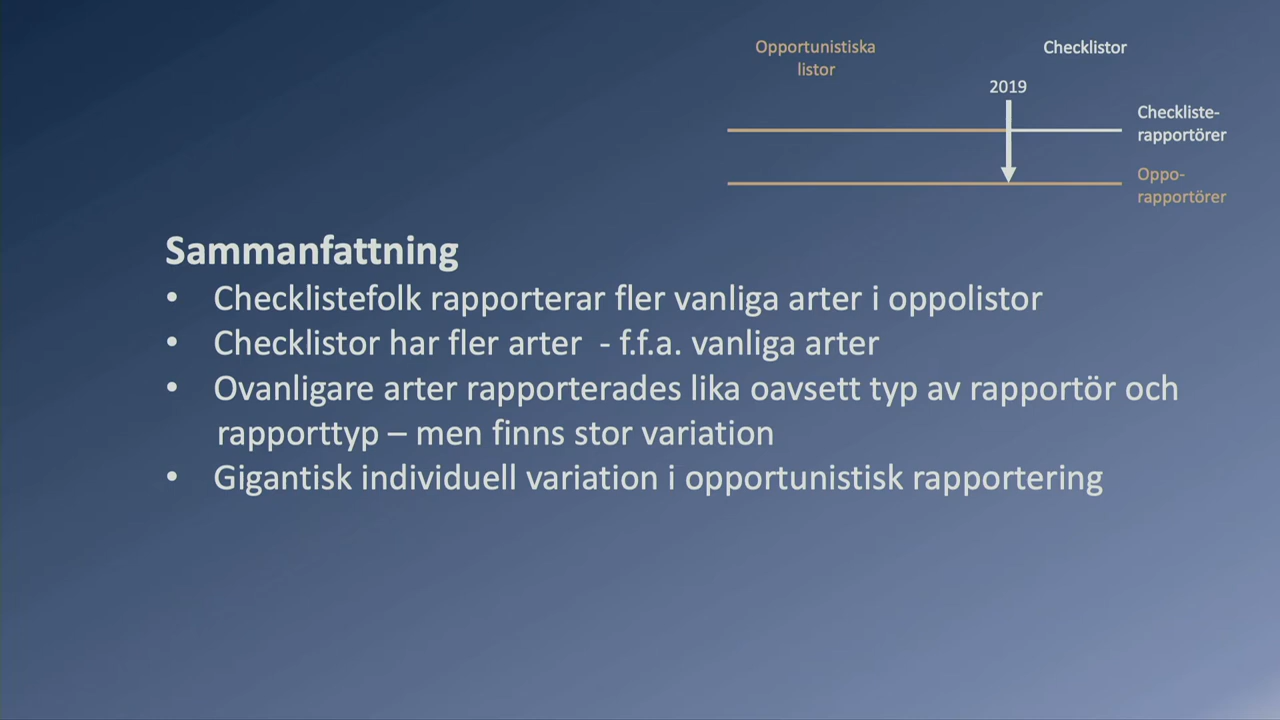 Opportunistiska
listor
Checklistor
2019
Checkliste-
rapportörer
Oppo-
rapportörer
Sammanfattning
• Checklistefolk rapporterar fler vanliga arter i oppolistor
• Checklistor har fler arter - f.f.a. vanliga arter
• Ovanligare arter rapporterades lika oavsett typ av rapportör och
rapporttyp – men finns stor variation
• Gigantisk individuell variation i opportunistisk rapportering